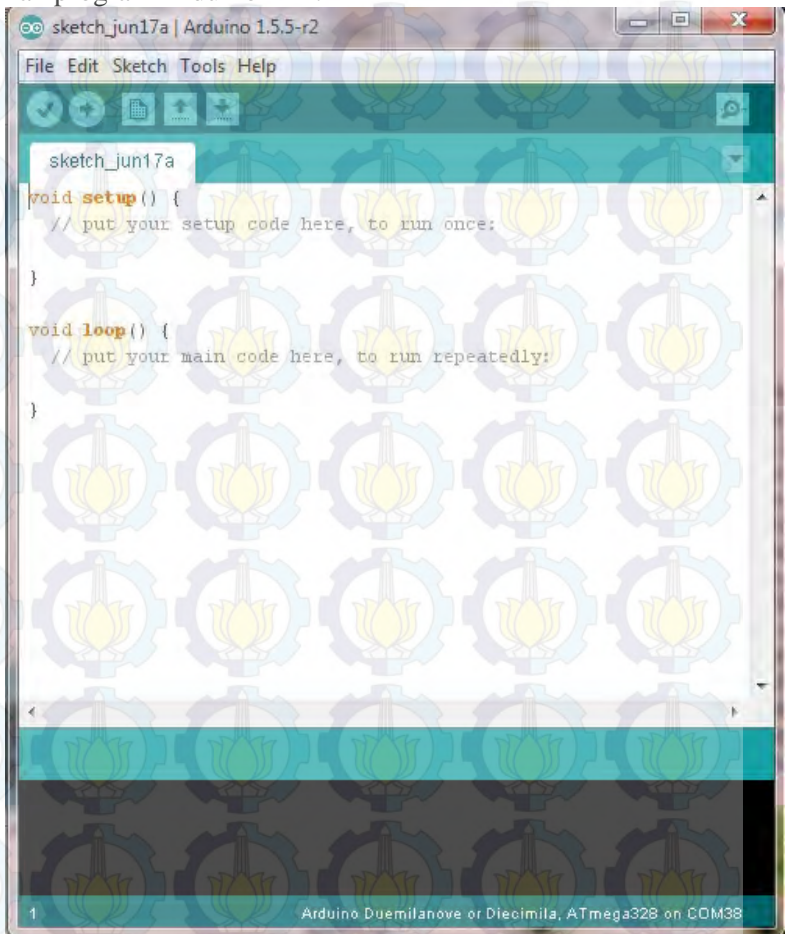 sketch_jun17a | Arduino 1.5.5-r2
File Edit Sketch Tools Help
sketch_jun17a
void setup() {
// put your setup code here, to run once:
}
void loop() {
// put your main code here, to run repeatedly:
}
1
Arduino Duemilanove or Diecimila, ATmega328 on COM38